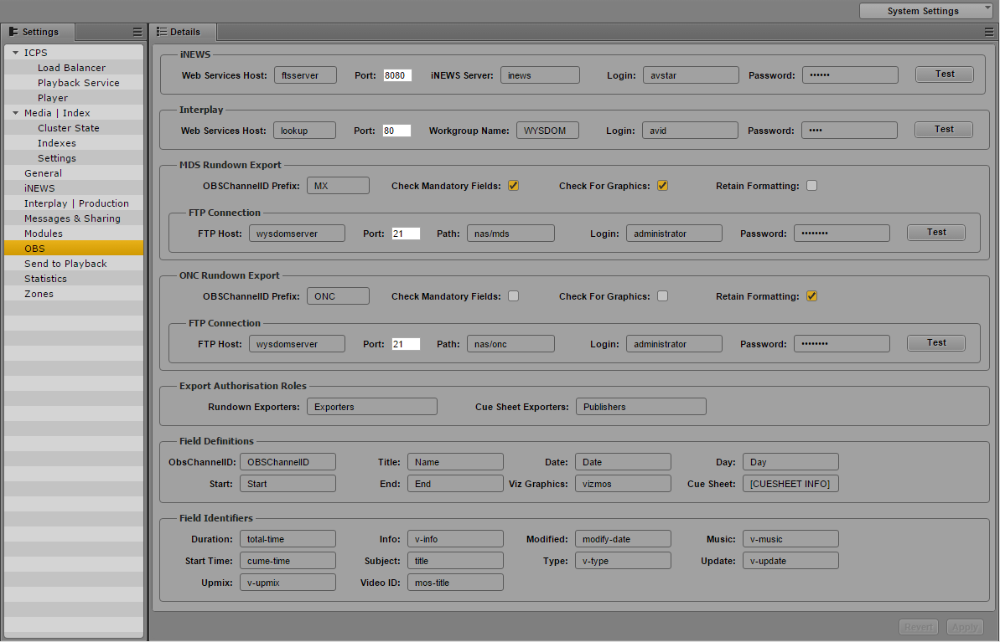 System Settings
Settings
Details
ICPS
Load Balancer
Playback Service
Player
Media | Index
Cluster State
Indexes
Settings
General
iNEWS
Interplay | Production
Messages & Sharing
Modules
OBS
Send to Playback
Statistics
Zones
iNEWS
Web Services Host: ftsserver Port: 8080 iNEWS Server: inews Login: avstar Password: •••••• Test
Interplay
Web Services Host: lookup Port: 80 Workgroup Name: WYSDOM Login: avid Password: •••• Test
MDS Rundown Export
OBSChannelID Prefix: MX Check Mandatory Fields: Check For Graphics: Retain Formatting:
FTP Connection
FTP Host: wysdomserver Port: 21 Path: nas/mds Login: administrator Password: •••••••• Test
ONC Rundown Export
OBSChannelID Prefix: ONC Check Mandatory Fields: Check For Graphics: Retain Formatting:
FTP Connection
FTP Host: wysdomserver Port: 21 Path: nas/onc Login: administrator Password: •••••••• Test
Export Authorisation Roles
Rundown Exporters: Exporters Cue Sheet Exporters: Publishers
Field Definitions
ObsChannelID: OBSChannelID Title: Name Date: Date Day: Day
Start: Start End: End Viz Graphics: vizmos Cue Sheet: [CUESHEET INFO]
Field Identifiers
Duration: total-time Info: v-info Modified: modify-date Music: v-music
Start Time: cume-time Subject: title Type: v-type Update: v-update
Upmix: v-upmix Video ID: mos-title
Revert Apply